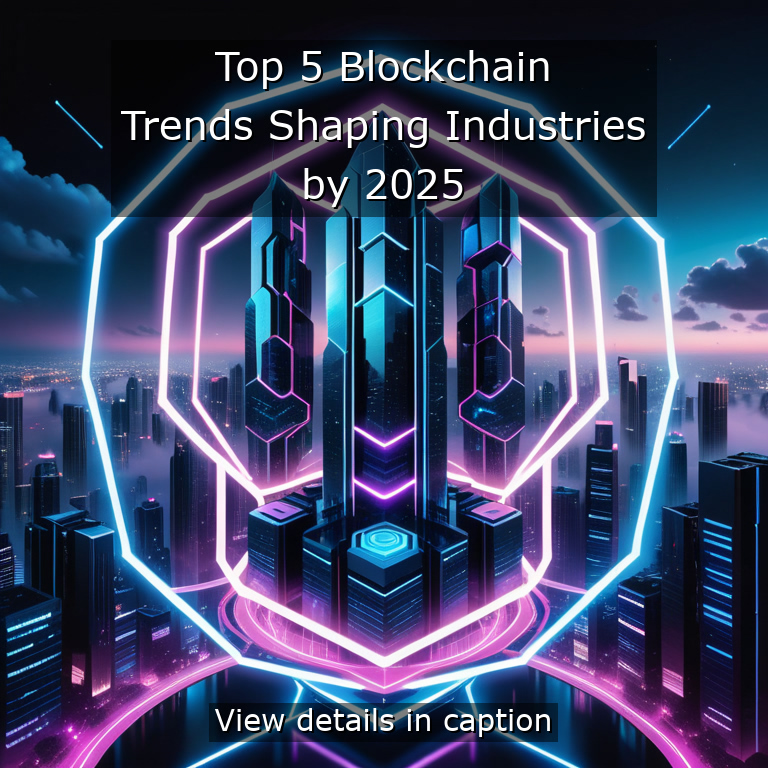 Top 5 Blockchain
Trends Shaping Industries
by 2025
View details in caption